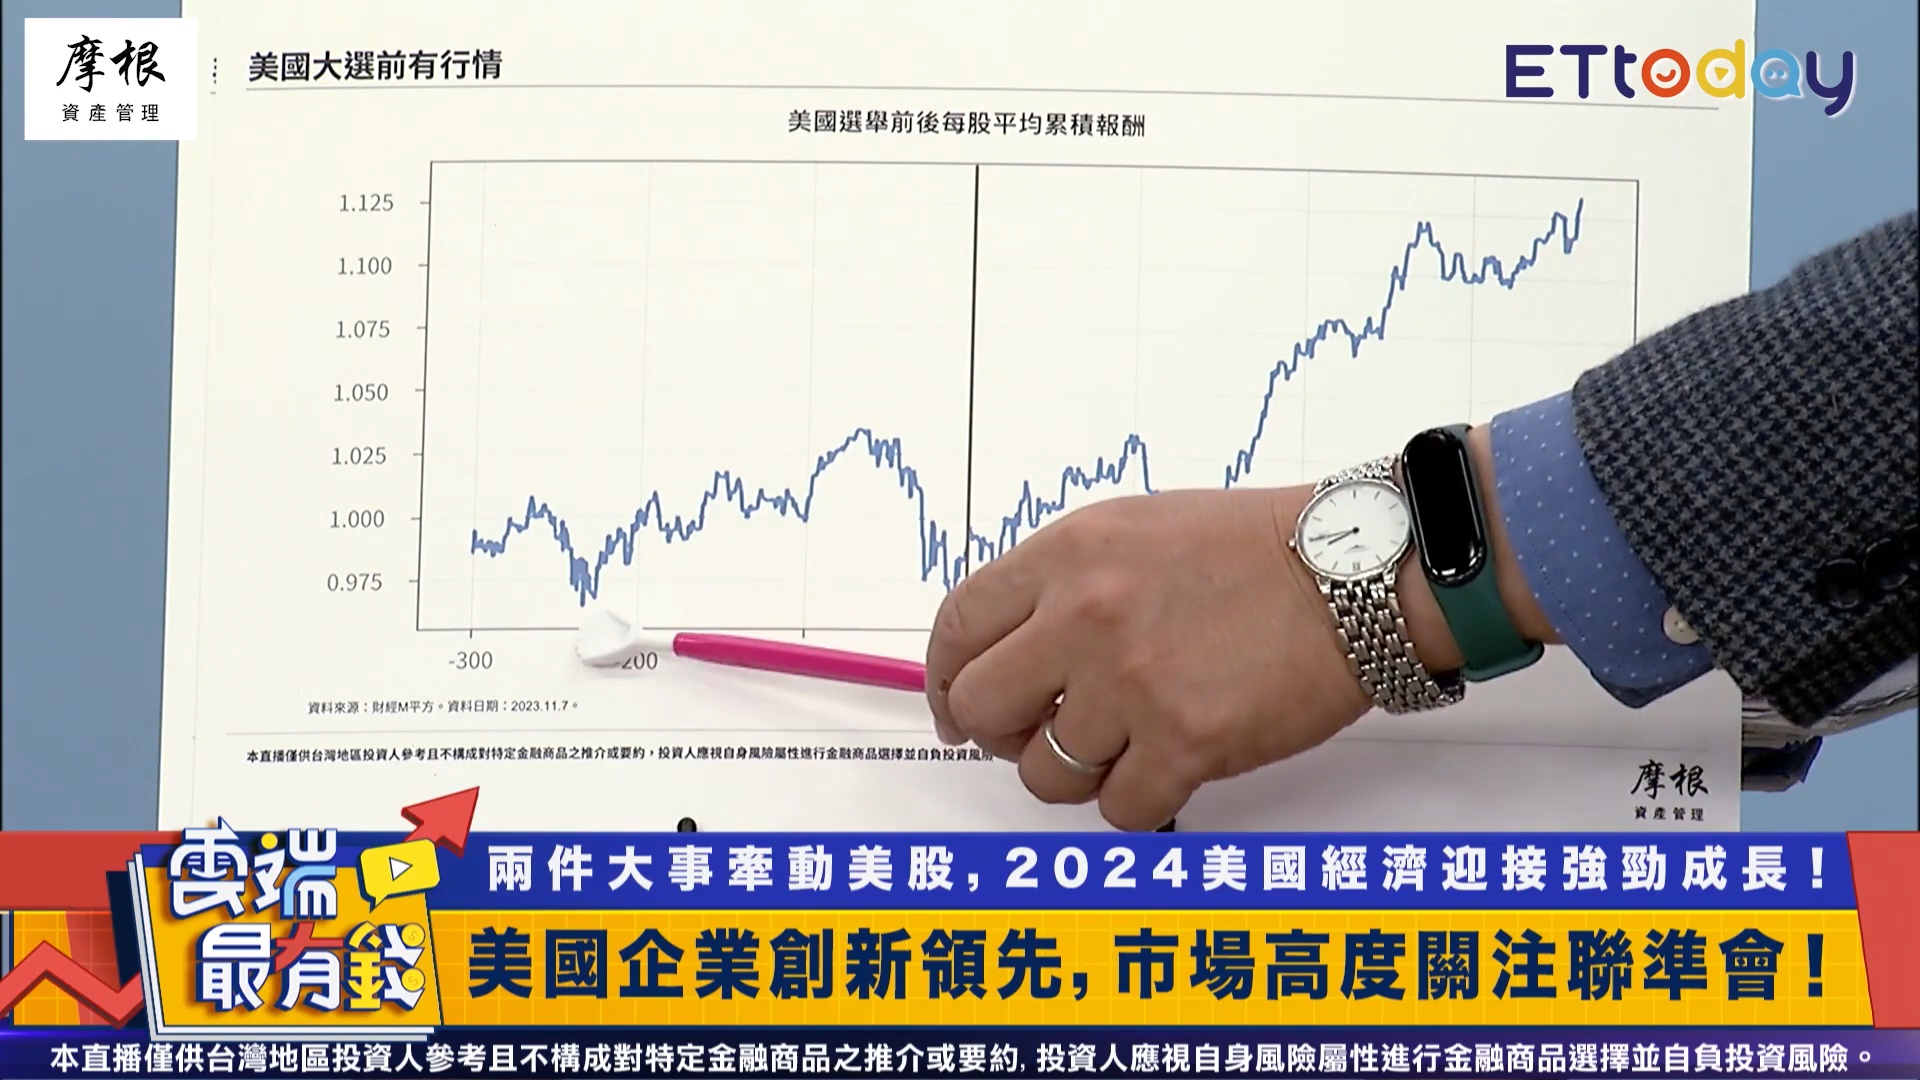 摩根
資產管理
美國大選前有行情
ETtoday
美國選舉前後每股平均累積報酬
1.125
1.100
1.075
1.050
1.025
1.000
0.975
-300
-200
資料來源：財經M平方。資料日期：2023.11.7。
本直播僅供台灣地區投資人參考且不構成對特定金融商品之推介或要約，投資人應視自身風險屬性進行金融商品選擇並自負投資風險
摩根
資產管理
雲端
最有錢
兩件大事牽動美股，2024美國經濟迎接強勁成長！
美國企業創新領先，市場高度關注聯準會！
本直播僅供台灣地區投資人參考且不構成對特定金融商品之推介或要約，投資人應視自身風險屬性進行金融商品選擇並自負投資風險。